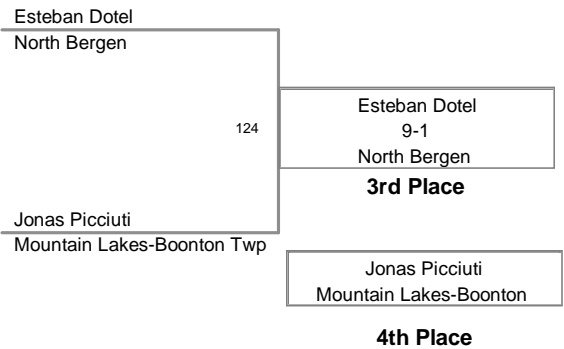 Esteban Dotel
North Bergen
124
Esteban Dotel
9-1
North Bergen
3rd Place
Jonas Picciuti
Mountain Lakes-Boonton Twp
Jonas Picciuti
Mountain Lakes-Boonton
4th Place